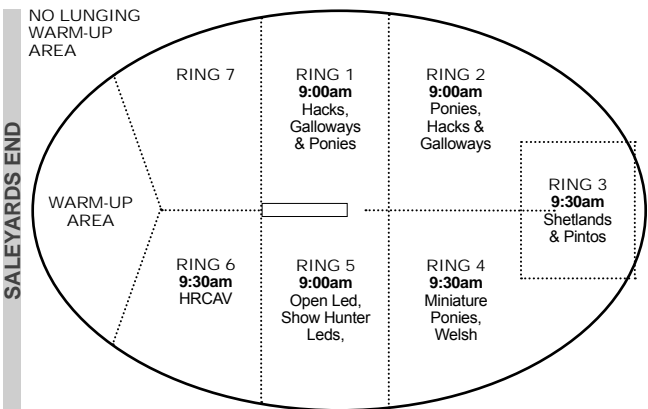 NO LUNGING
WARM-UP
AREA
SALEYARDS END
WARM-UP
AREA
RING 7
RING 1
9:00am
Hacks,
Galloways
& Ponies
RING 2
9:00am
Ponies,
Hacks &
Galloways
RING 3
9:30am
Shetlands
& Pintos
RING 6
9:30am
HRCAV
RING 5
9:00am
Open Led,
Show Hunter
Leds,
RING 4
9:30am
Miniature
Ponies,
Welsh